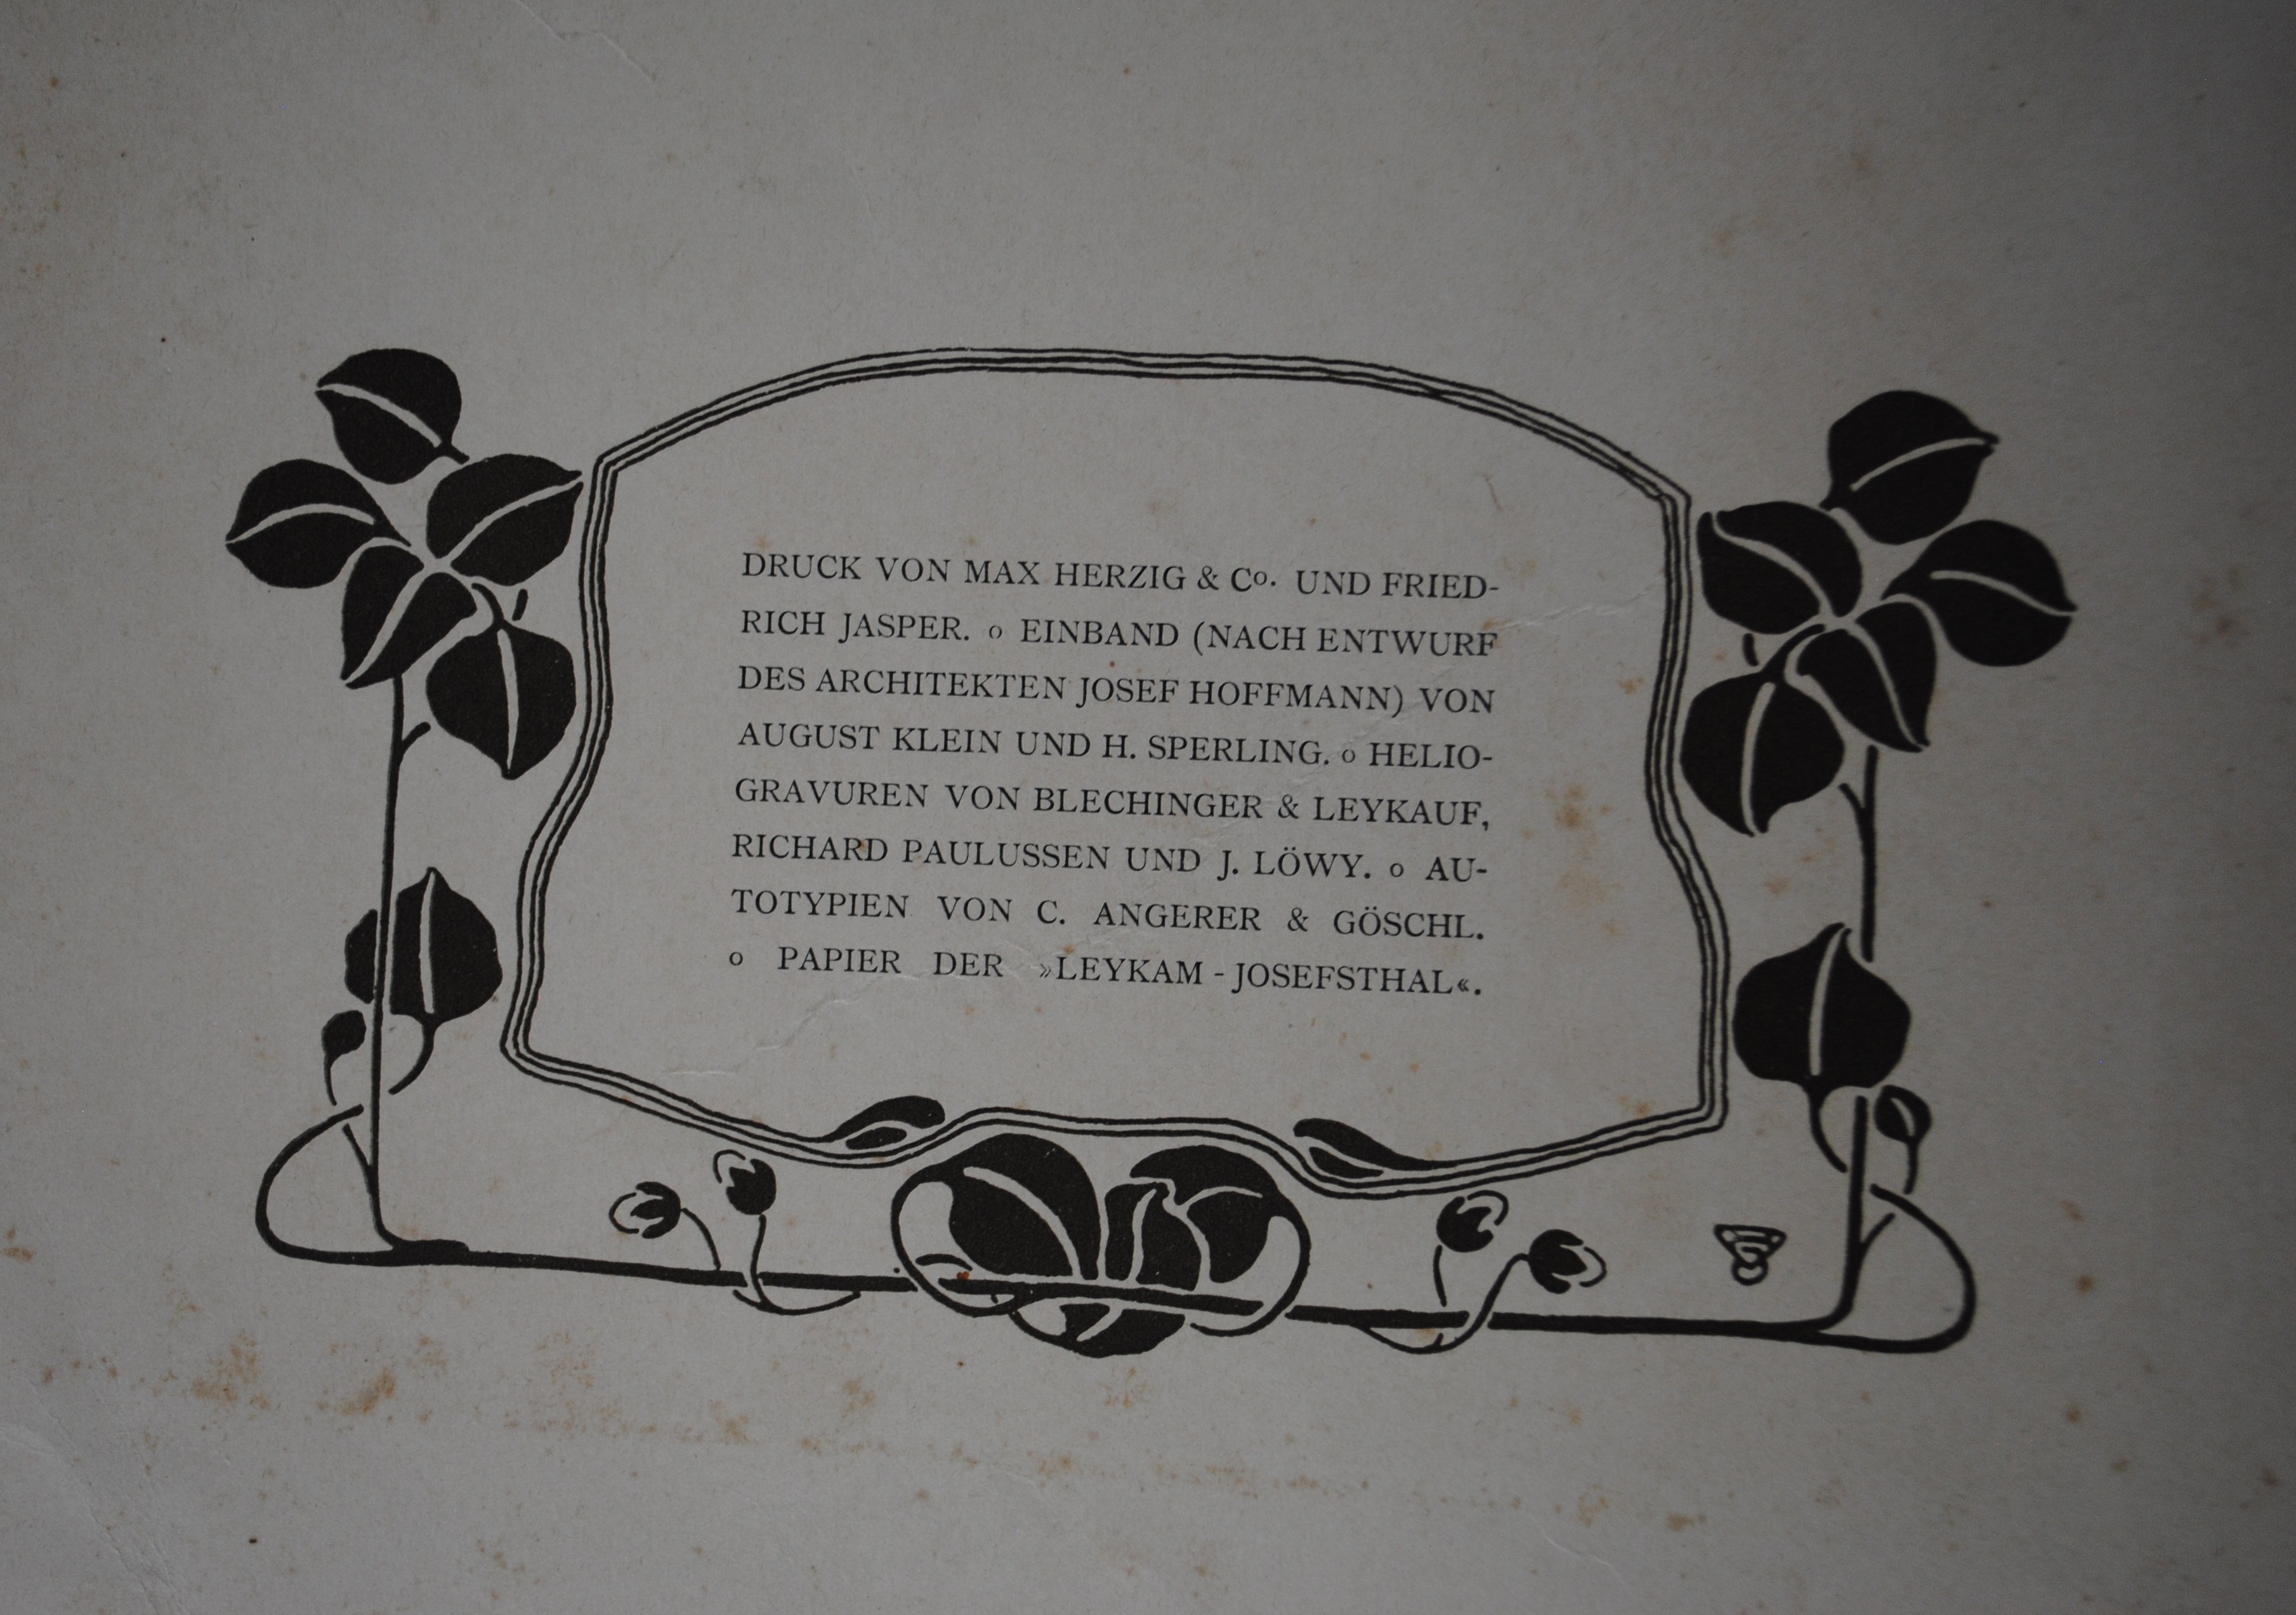 DRUCK VON MAX HERZIG & Co. UND FRIED-
RICH JASPER. o EINBAND (NACH ENTWURF
DES ARCHITEKTEN JOSEF HOFFMANN) VON
AUGUST KLEIN UND H. SPERLING. o HELIO-
GRAVUREN VON BLECHINGER & LEYKAUF,
RICHARD PAULUSSEN UND J. LÖWY. o AU-
TOTYPIEN VON C. ANGERER & GÖSCHL.
o PAPIER DER »LEYKAM - JOSEFSTHAL«.